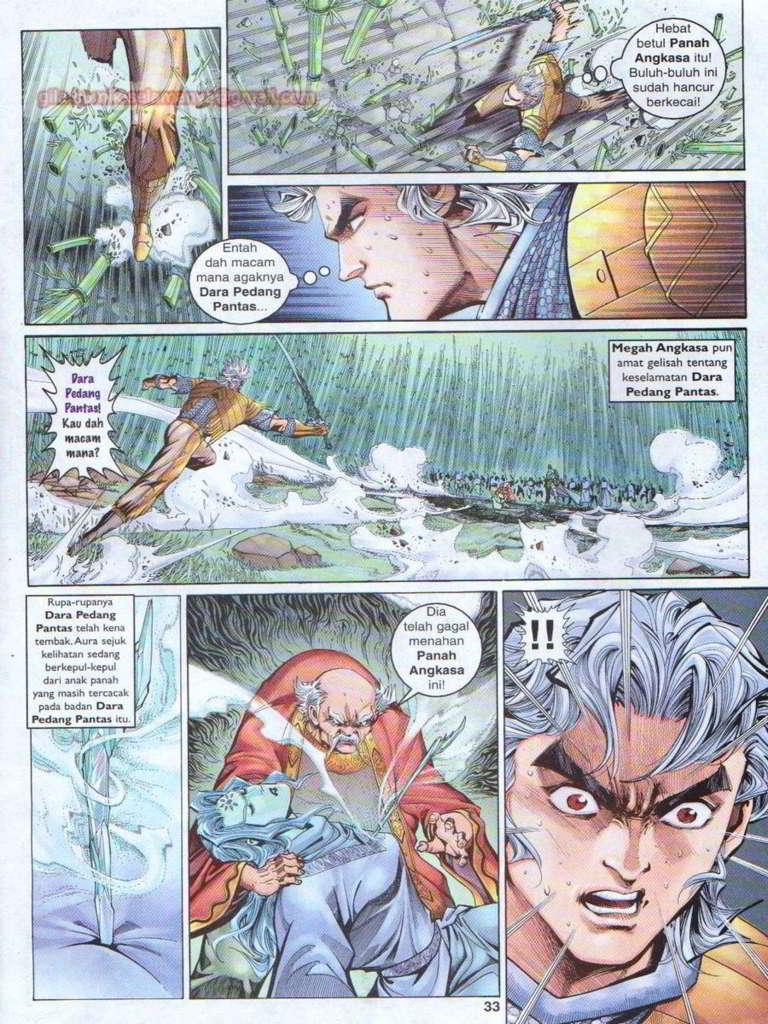 Hebat
betul Panah
Angkasa itu!
Buluh-buluh ini
sudah hancur
berkecai!
Entah
dah macam
mana agaknya
Dara Pedang
Pantas...
Dara
Pedang
Pantas!
Kau dah
macam
mana?
Megah Angkasa pun
amat gelisah tentang
keselamatan Dara
Pedang Pantas.
Rupa-rupanya
Dara Pedang
Pantas telah kena
tembak. Aura sejuk
kelihatan sedang
berkepul-kepul
dari anak panah
yang masih tercacak
pada badan Dara
Pedang Pantas itu.
Dia
telah gagal
menahan
Panah
Angkasa
ini!
!!
33